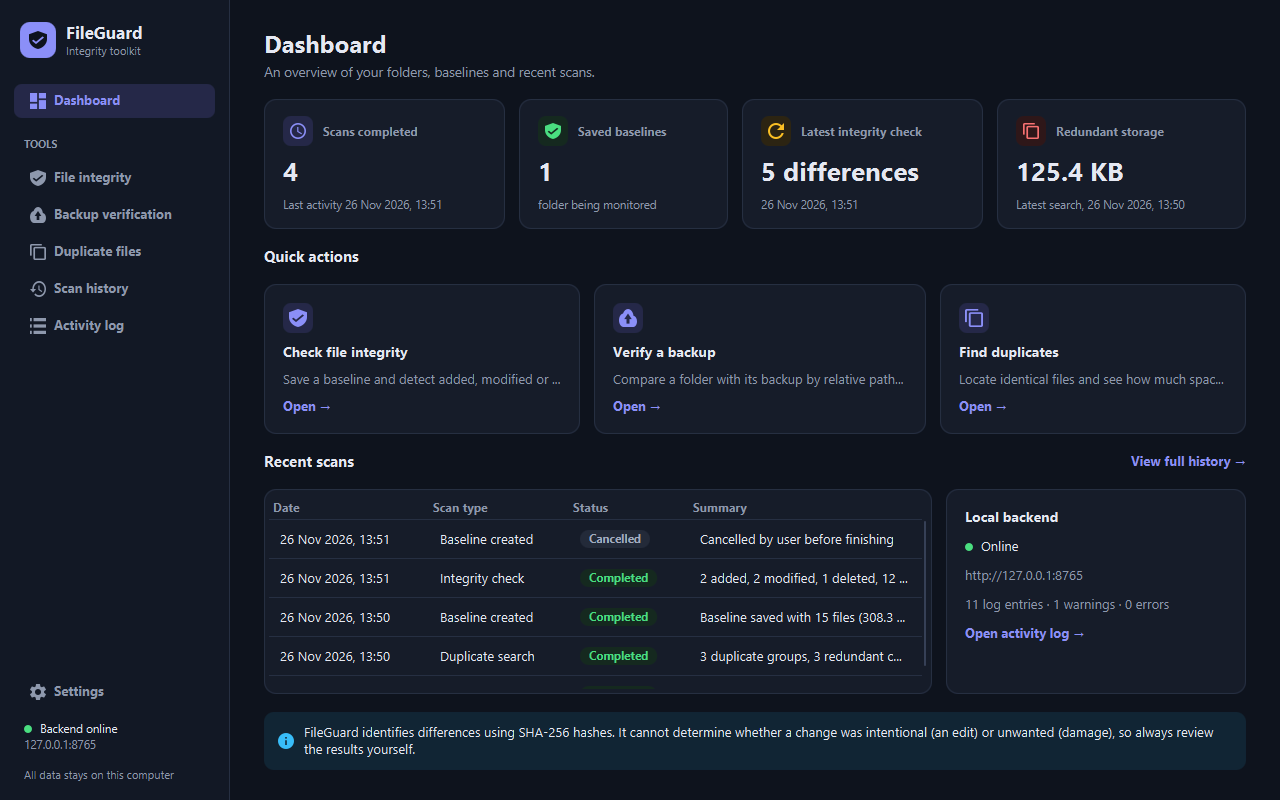 FileGuard
Integrity toolkit
Dashboard
TOOLS
File integrity
Backup verification
Duplicate files
Scan history
Activity log
Settings
Backend online
127.0.0.1:8765
All data stays on this computer
Dashboard
An overview of your folders, baselines and recent scans.
Scans completed
4
Last activity 26 Nov 2026, 13:51
Saved baselines
1
folder being monitored
Latest integrity check
5 differences
26 Nov 2026, 13:51
Redundant storage
125.4 KB
Latest search, 26 Nov 2026, 13:50
Quick actions
Check file integrity
Save a baseline and detect added, modified or ...
Open →
Verify a backup
Compare a folder with its backup by relative path...
Open →
Find duplicates
Locate identical files and see how much spac...
Open →
Recent scans
View full history →
Date Scan type Status Summary
26 Nov 2026, 13:51 Baseline created Cancelled Cancelled by user before finishing
26 Nov 2026, 13:51 Integrity check Completed 2 added, 2 modified, 1 deleted, 12 ...
26 Nov 2026, 13:50 Baseline created Completed Baseline saved with 15 files (308.3 ...
26 Nov 2026, 13:50 Duplicate search Completed 3 duplicate groups, 3 redundant c...
Local backend
Online
http://127.0.0.1:8765
11 log entries · 1 warnings · 0 errors
Open activity log →
FileGuard identifies differences using SHA-256 hashes. It cannot determine whether a change was intentional (an edit) or unwanted (damage), so always review
the results yourself.